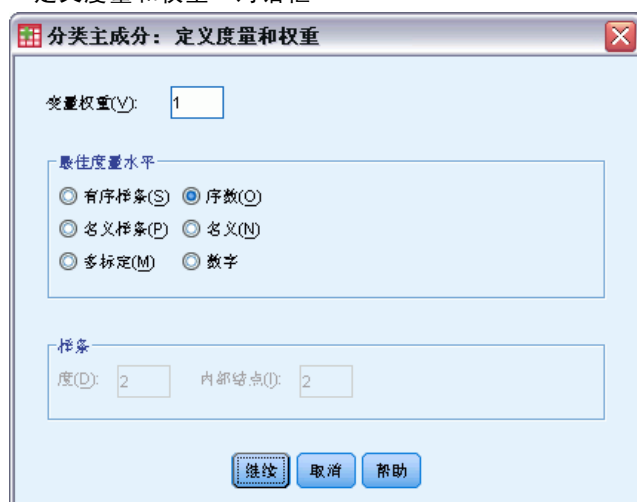 分类主成分：定义度量和权重
变量权重(V): 1
最佳度量水平
有序样条(S) 序数(O)
名义样条(P) 名义(N)
多标定(M) 数字
样条
度(D): 2 内部结点(I): 2
继续 取消 帮助